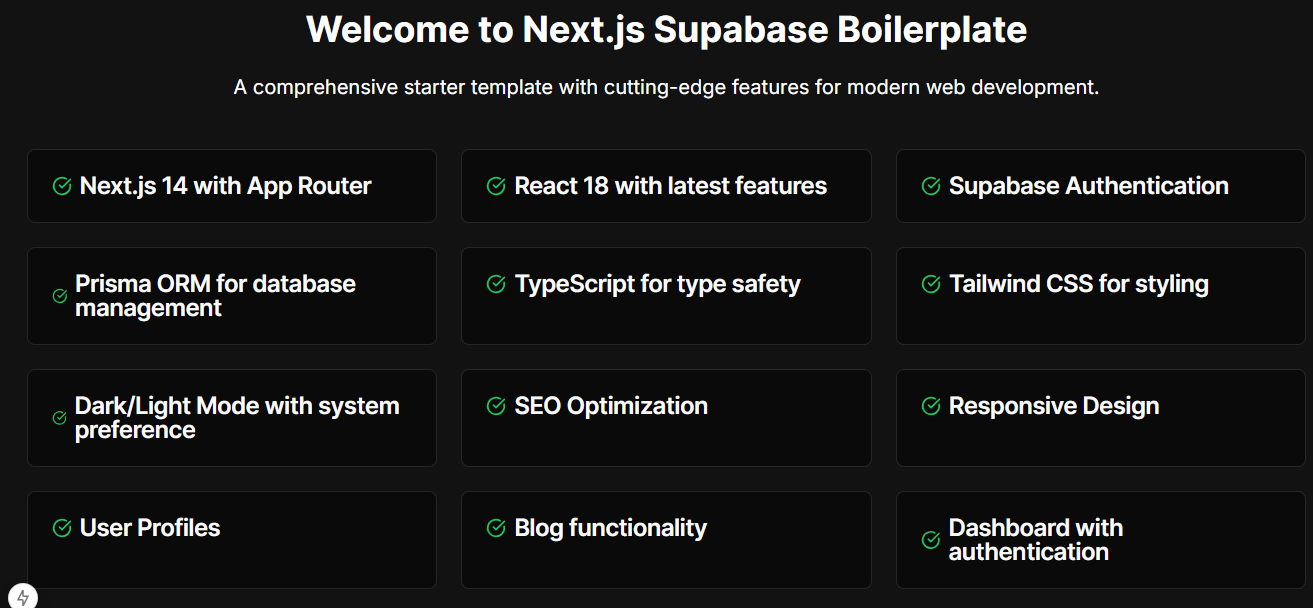 Welcome to Next.js Supabase Boilerplate
A comprehensive starter template with cutting-edge features for modern web development.
Next.js 14 with App Router
React 18 with latest features
Supabase Authentication
Prisma ORM for database
management
TypeScript for type safety
Tailwind CSS for styling
Dark/Light Mode with system
preference
SEO Optimization
Responsive Design
User Profiles
Blog functionality
Dashboard with
authentication